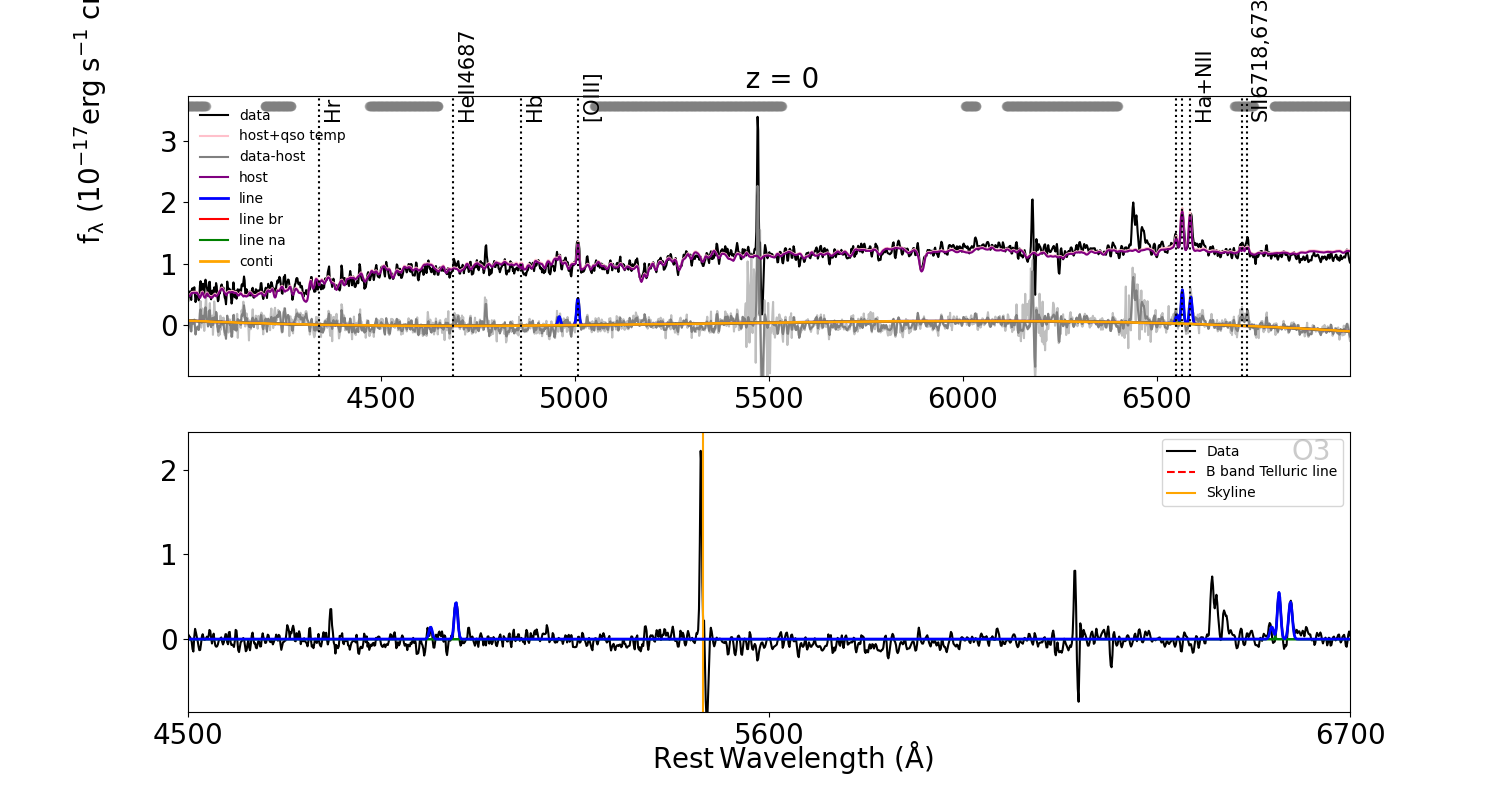 z = 0
f_λ (10^−17 erg s^−1
Hr
HeII4687
Hb
[OIII]
Ha+NII
SII6718,673
data
host+qso temp
data-host
host
line
line br
line na
conti
3
2
1
0
4500 5000 5500 6000 6500
O3
Data
B band Telluric line
Skyline
2
1
0
4500 5600 6700
Rest Wavelength (Å)